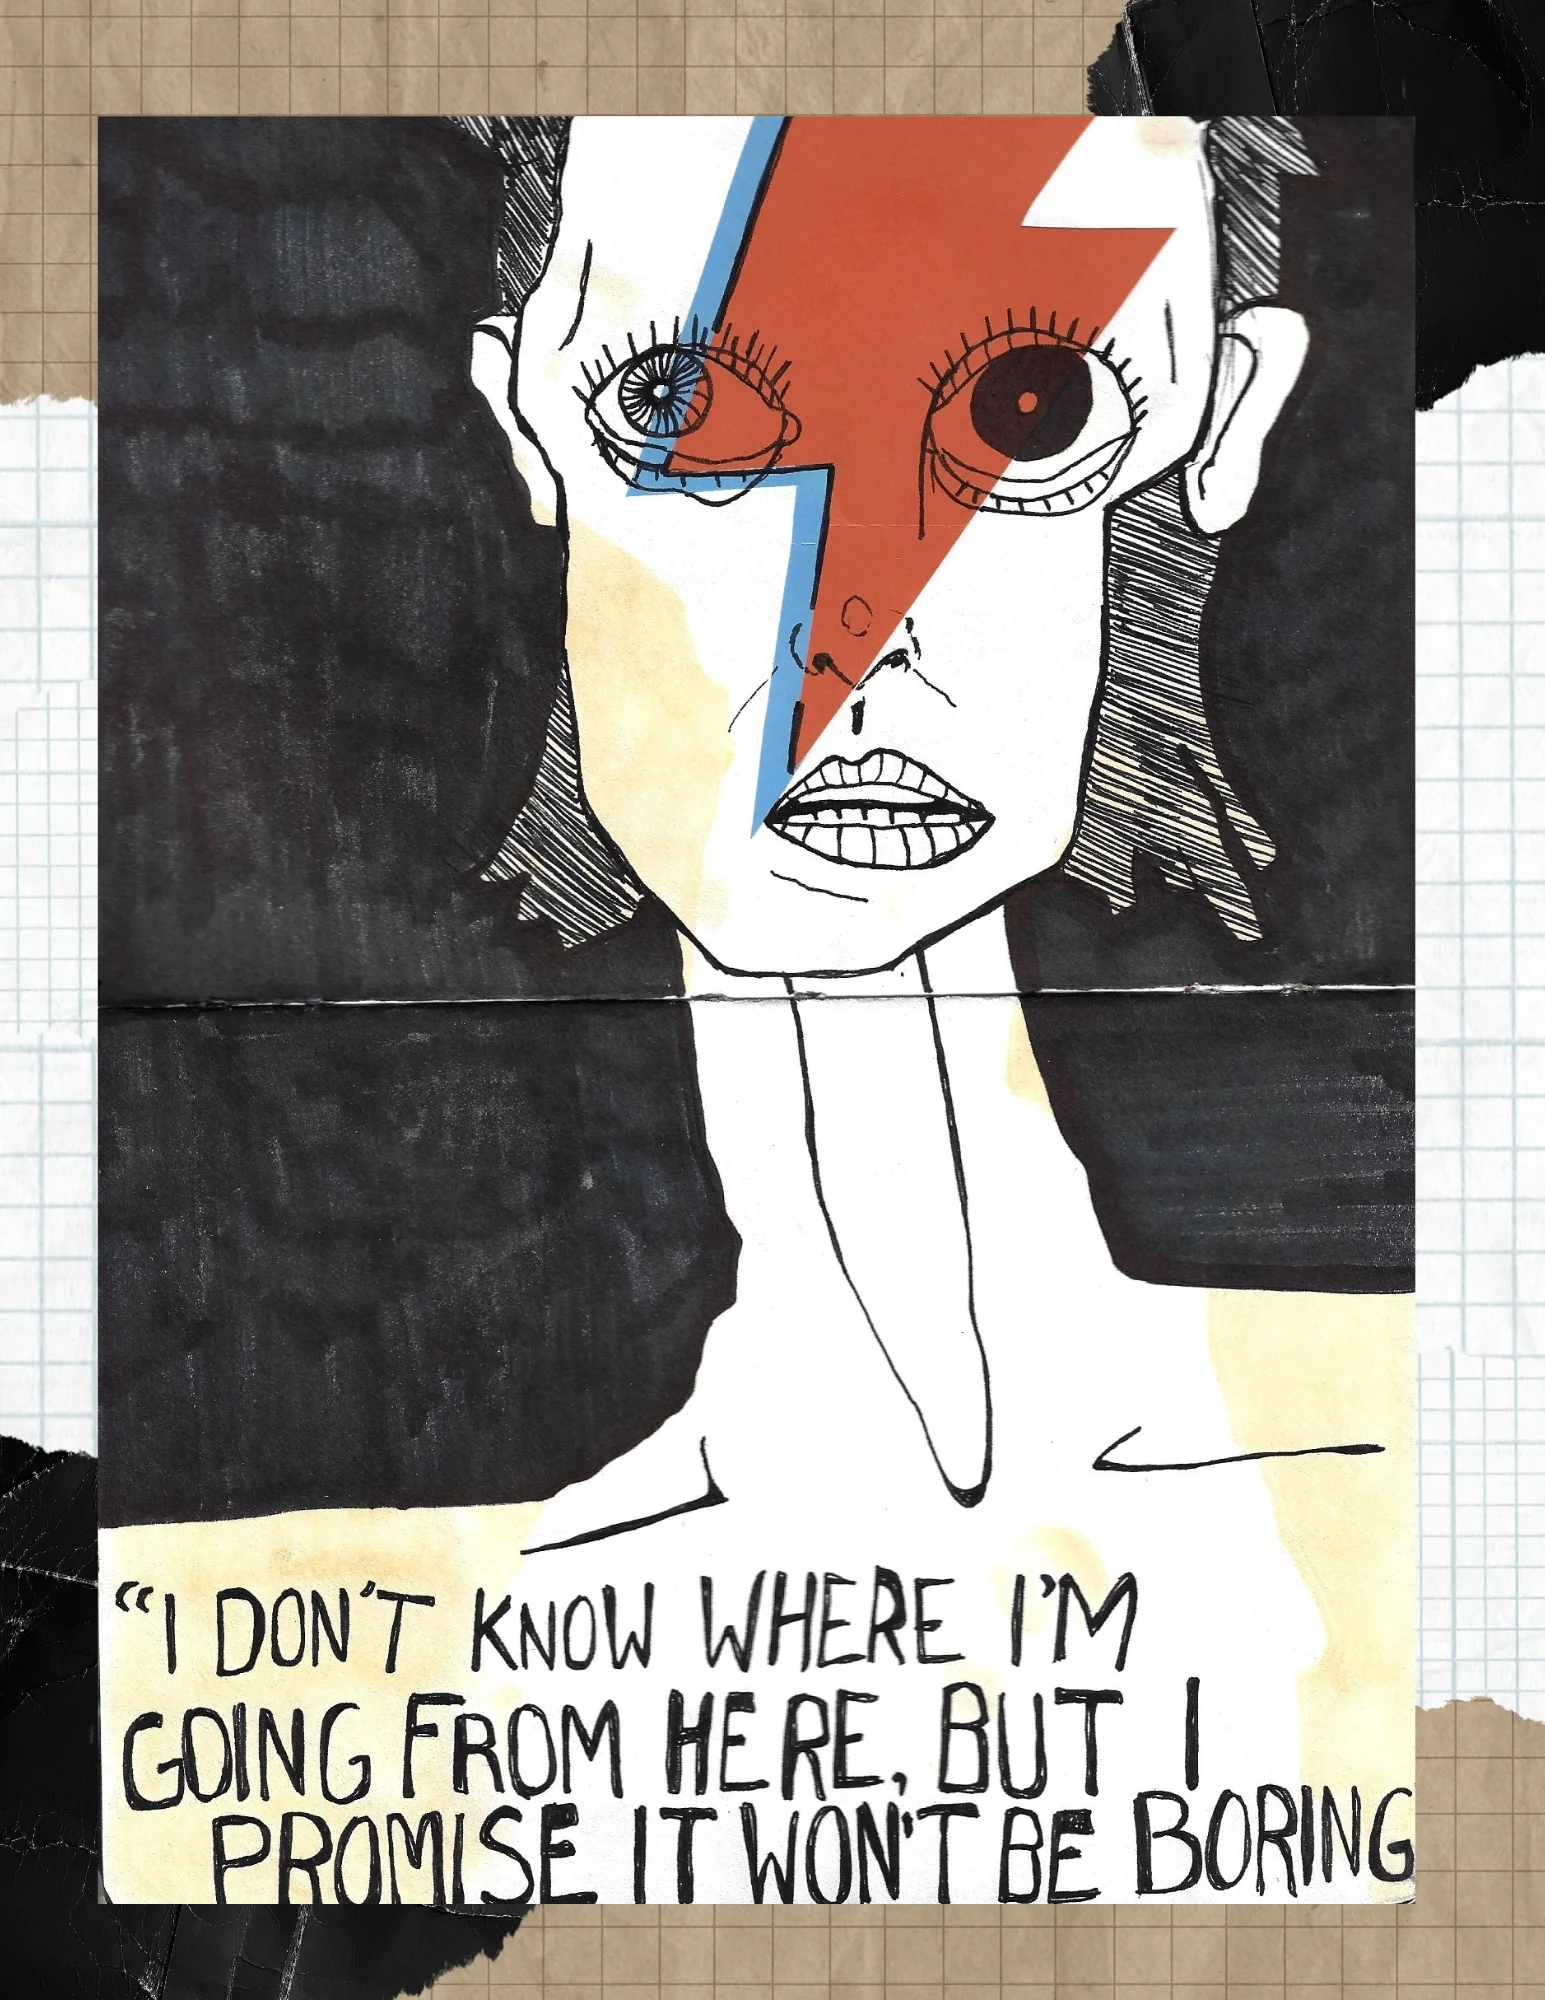 “I DON'T KNOW WHERE I'M
GOING FROM HERE, BUT I
PROMISE IT WON'T BE BORING